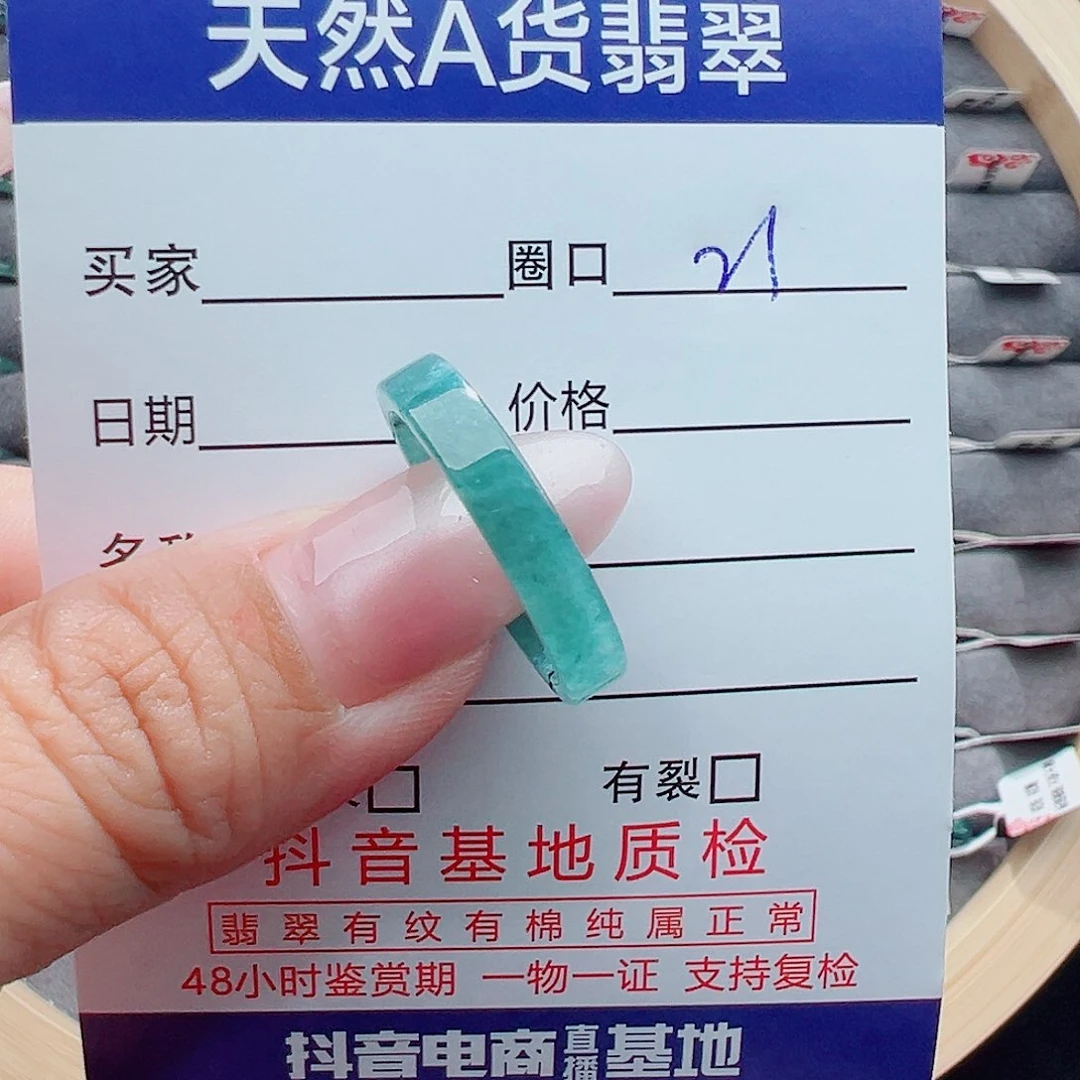 天然A货翡翠
买家 圈口 21
日期 价格
有裂
抖音基地质检
翡翠有纹有棉纯属正常
48小时鉴赏期 一物一证 支持复检
抖音电商直播基地